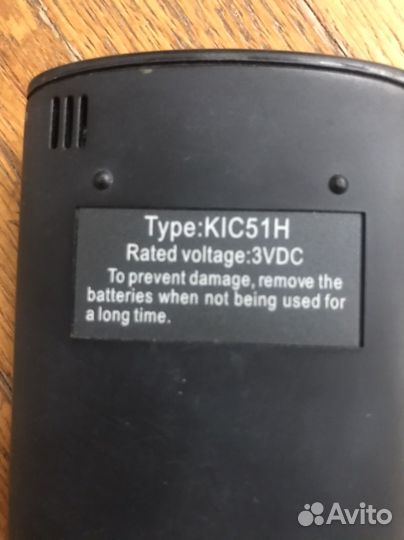 Type:KIC51H
Rated voltage:3VDC
To prevent damage, remove the
batteries when not being used for
a long time.
Avito